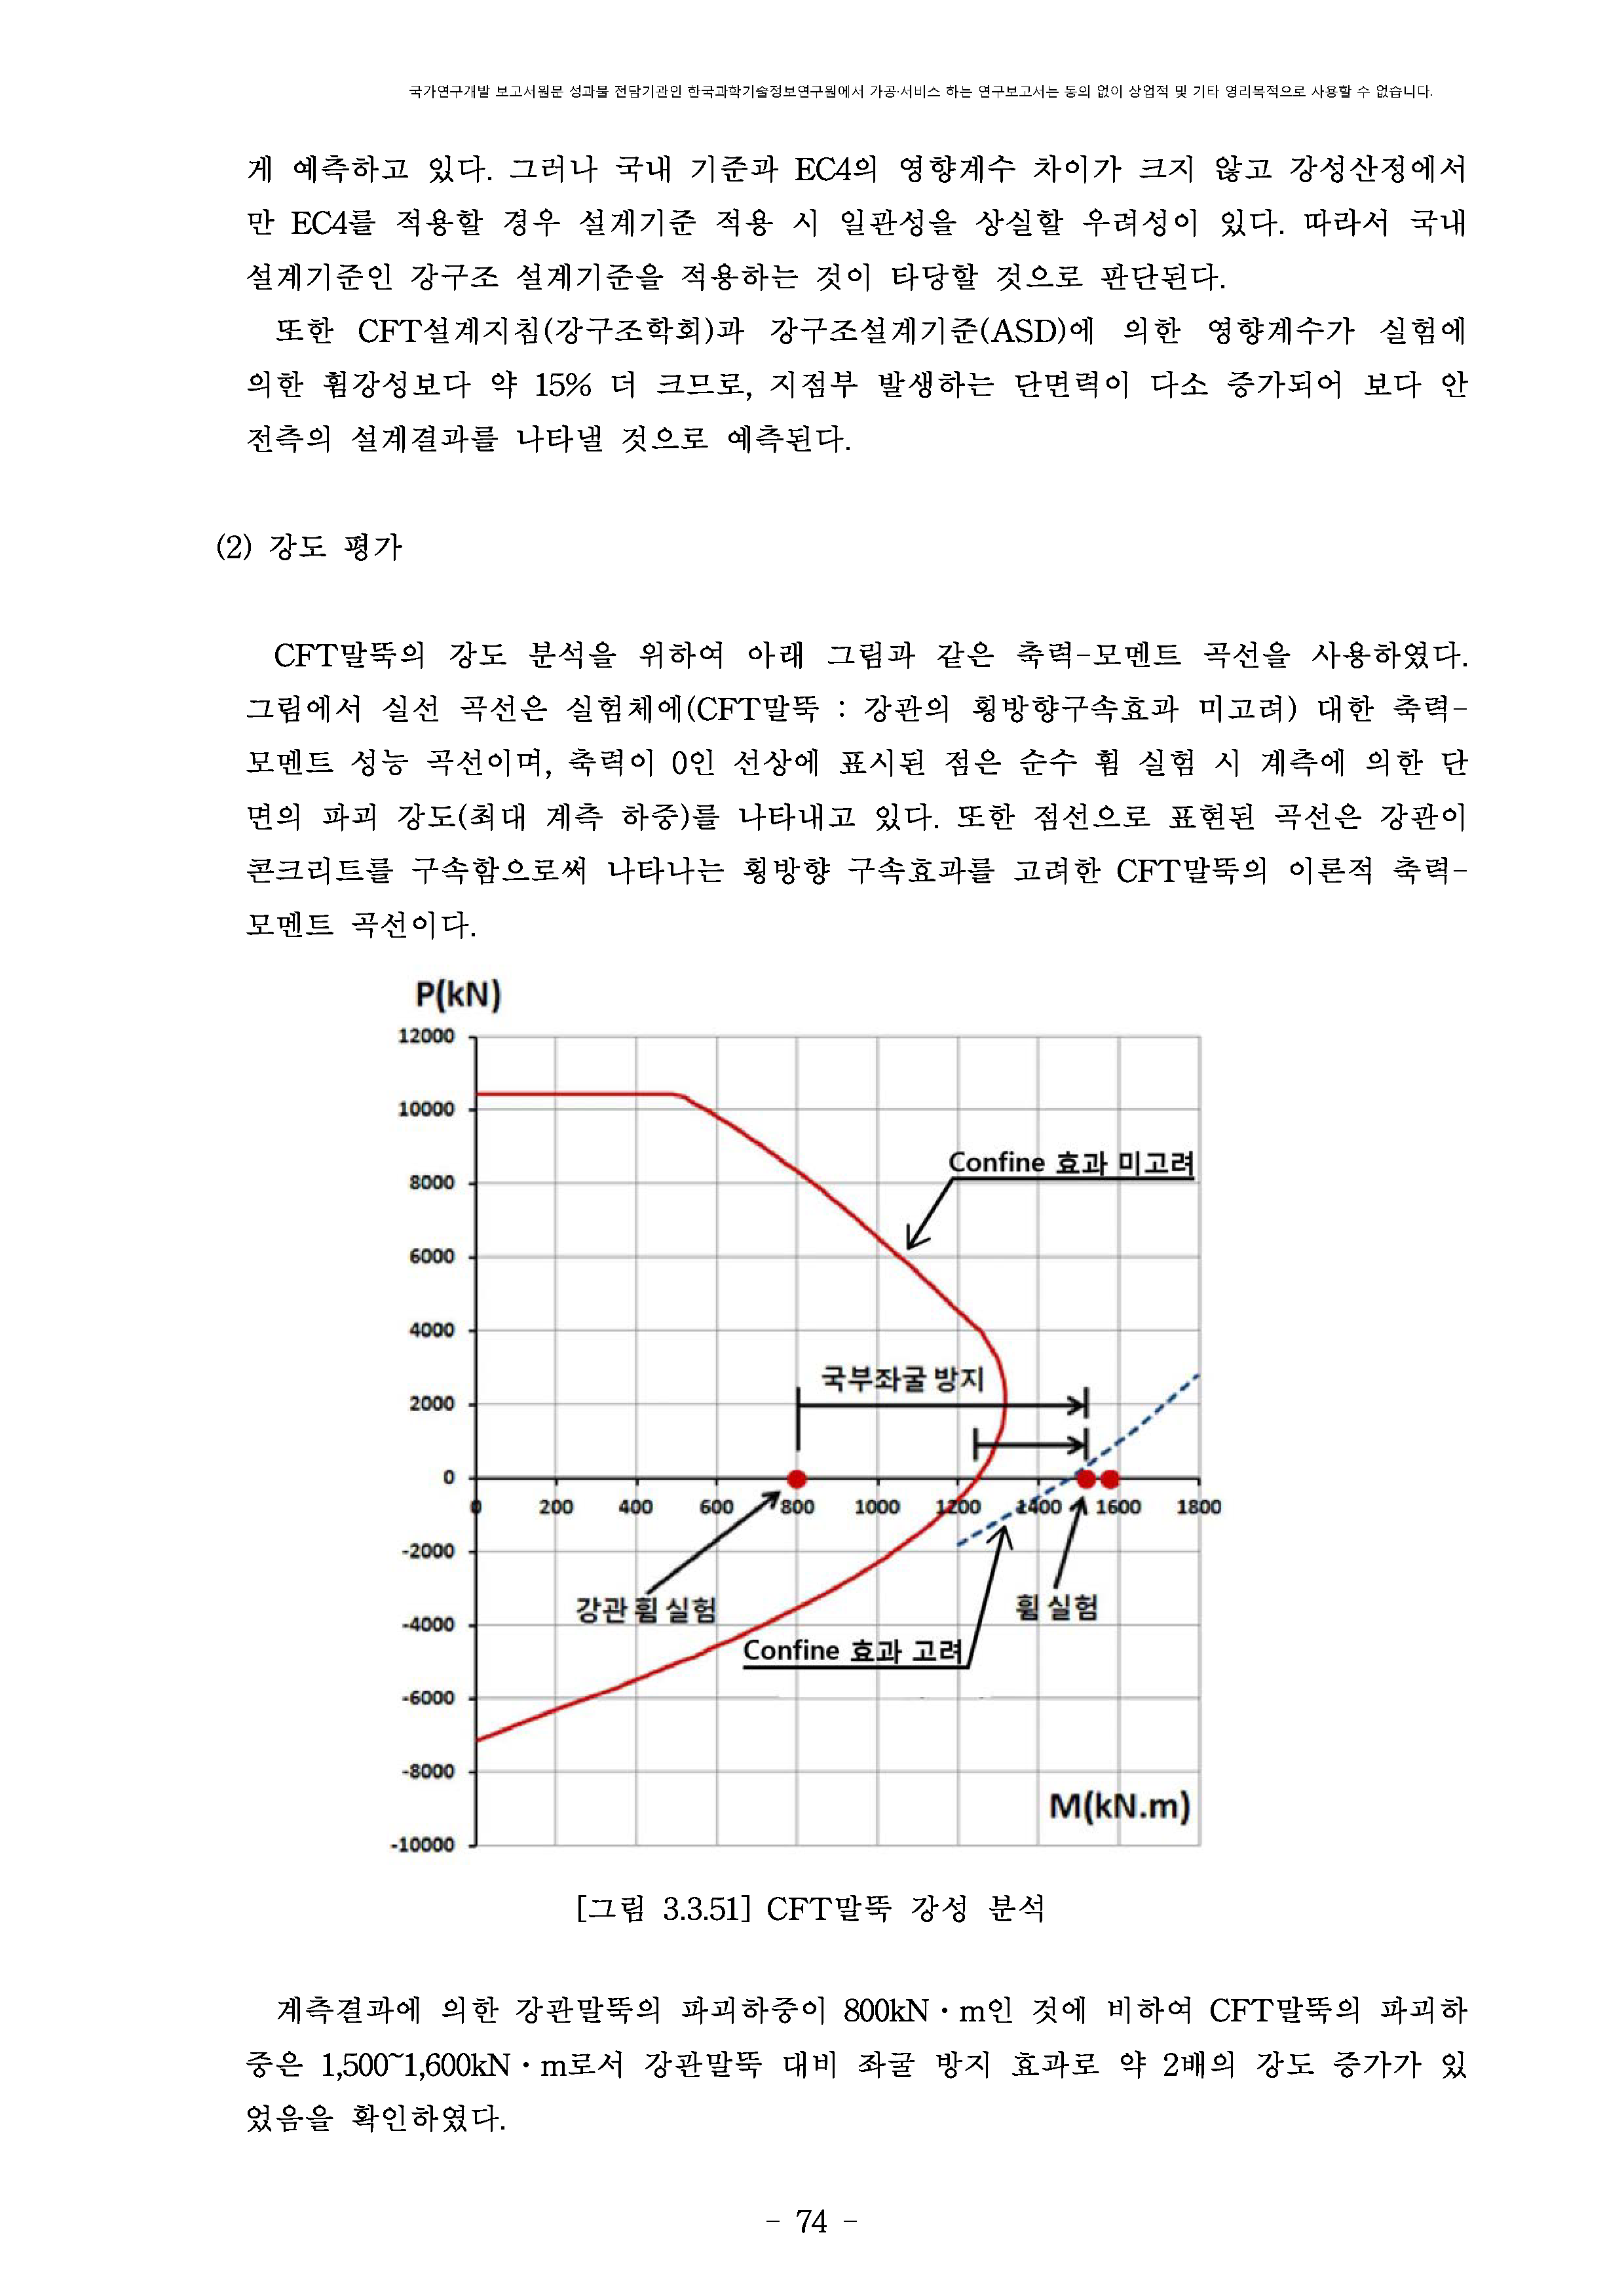 국가연구개발 보고서원문 성과물 전담기관인 한국과학기술정보연구원에서 가공·서비스 하는 연구보고서는 동의 없이 상업적 및 기타 영리목적으로 사용할 수 없습니다.
게 예측하고 있다. 그러나 국내 기준과 EC4의 영향계수 차이가 크지 않고 강성산정에서
만 EC4를 적용할 경우 설계기준 적용 시 일관성을 상실할 우려성이 있다. 따라서 국내
설계기준인 강구조 설계기준을 적용하는 것이 타당할 것으로 판단된다.
또한 CFT설계지침(강구조학회)과 강구조설계기준(ASD)에 의한 영향계수가 실험에
의한 휨강성보다 약 15% 더 크므로, 지점부 발생하는 단면력이 다소 증가되어 보다 안
전측의 설계결과를 나타낼 것으로 예측된다.
(2) 강도 평가
CFT말뚝의 강도 분석을 위하여 아래 그림과 같은 축력-모멘트 곡선을 사용하였다.
그림에서 실선 곡선은 실험체에(CFT말뚝 : 강관의 횡방향구속효과 미고려) 대한 축력-
모멘트 성능 곡선이며, 축력이 0인 선상에 표시된 점은 순수 휨 실험 시 계측에 의한 단
면의 파괴 강도(최대 계측 하중)를 나타내고 있다. 또한 점선으로 표현된 곡선은 강관이
콘크리트를 구속함으로써 나타나는 횡방향 구속효과를 고려한 CFT말뚝의 이론적 축력-
모멘트 곡선이다.
P(kN)
12000
10000
Confine 효과 미고려
8000
6000
4000
국부좌굴 방지
2000
0
0 200 400 600 800 1000 1200 1400 1600 1800
-2000
강관 휨 실험
휨 실험
-4000
Confine 효과 고려
-6000
-8000
M(kN.m)
-10000
[그림 3.3.51] CFT말뚝 강성 분석
계측결과에 의한 강관말뚝의 파괴하중이 800kN·m인 것에 비하여 CFT말뚝의 파괴하
중은 1,500~1,600kN·m로서 강관말뚝 대비 좌굴 방지 효과로 약 2배의 강도 증가가 있
었음을 확인하였다.
- 74 -